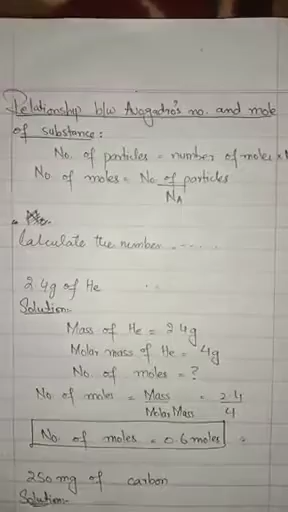 Relationship b/w Avogadro's no. and mole
of substance:
No. of particles = number of moles ×
No. of moles = No. of particles
NA
Calculate the number ......
2.4g of He
Solution:-
Mass of He = 2.4g
Molar mass of He = 4g
No. of moles = ?
No. of moles = Mass = 2.4
Molar Mass 4
No. of moles = 0.6 moles
250 mg of carbon
Solution:-